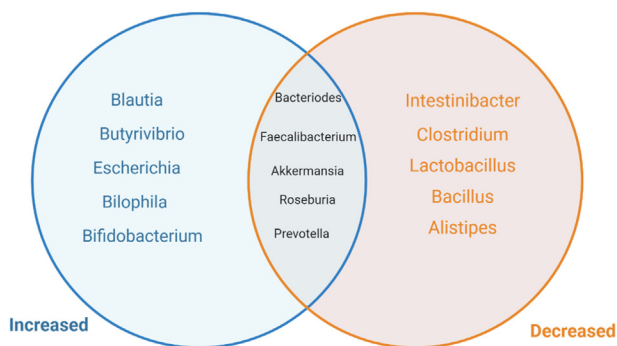 Blautia
Butyrivibrio
Escherichia
Bilophila
Bifidobacterium
Increased
Bacteriodes
Faecalibacterium
Akkermansia
Roseburia
Prevotella
Intestinibacter
Clostridium
Lactobacillus
Bacillus
Alistipes
Decreased